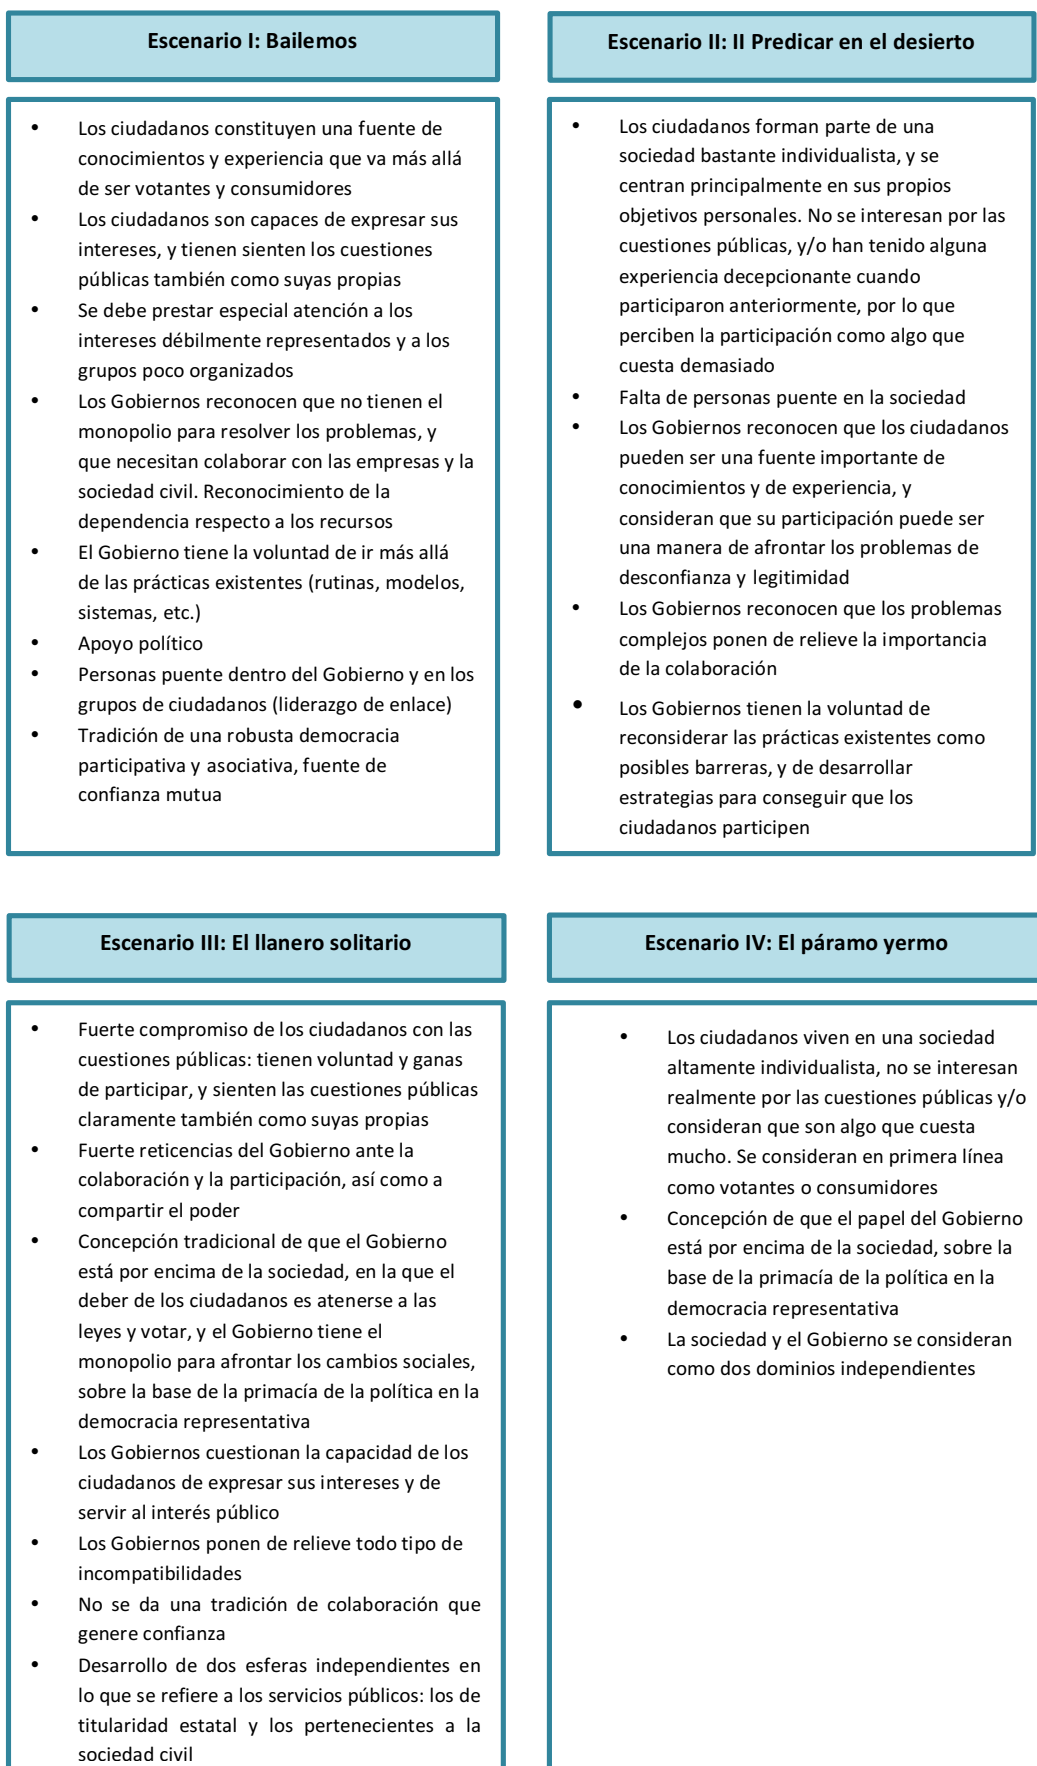 Escenario I: Bailemos
• Los ciudadanos constituyen una fuente de
conocimientos y experiencia que va más allá
de ser votantes y consumidores
• Los ciudadanos son capaces de expresar sus
intereses, y tienen sienten los cuestiones
públicas también como suyas propias
• Se debe prestar especial atención a los
intereses débilmente representados y a los
grupos poco organizados
• Los Gobiernos reconocen que no tienen el
monopolio para resolver los problemas, y
que necesitan colaborar con las empresas y la
sociedad civil. Reconocimiento de la
dependencia respecto a los recursos
• El Gobierno tiene la voluntad de ir más allá
de las prácticas existentes (rutinas, modelos,
sistemas, etc.)
• Apoyo político
• Personas puente dentro del Gobierno y en los
grupos de ciudadanos (liderazgo de enlace)
• Tradición de una robusta democracia
participativa y asociativa, fuente de
confianza mutua
Escenario II: II Predicar en el desierto
• Los ciudadanos forman parte de una
sociedad bastante individualista, y se
centran principalmente en sus propios
objetivos personales. No se interesan por las
cuestiones públicas, y/o han tenido alguna
experiencia decepcionante cuando
participaron anteriormente, por lo que
perciben la participación como algo que
cuesta demasiado
• Falta de personas puente en la sociedad
• Los Gobiernos reconocen que los ciudadanos
pueden ser una fuente importante de
conocimientos y de experiencia, y
consideran que su participación puede ser
una manera de afrontar los problemas de
desconfianza y legitimidad
• Los Gobiernos reconocen que los problemas
complejos ponen de relieve la importancia
de la colaboración
• Los Gobiernos tienen la voluntad de
reconsiderar las prácticas existentes como
posibles barreras, y de desarrollar
estrategias para conseguir que los
ciudadanos participen
Escenario III: El llanero solitario
• Fuerte compromiso de los ciudadanos con las
cuestiones públicas: tienen voluntad y ganas
de participar, y sienten las cuestiones públicas
claramente también como suyas propias
• Fuerte reticencias del Gobierno ante la
colaboración y la participación, así como a
compartir el poder
• Concepción tradicional de que el Gobierno
está por encima de la sociedad, en la que el
deber de los ciudadanos es atenerse a las
leyes y votar, y el Gobierno tiene el
monopolio para afrontar los cambios sociales,
sobre la base de la primacía de la política en la
democracia representativa
• Los Gobiernos cuestionan la capacidad de los
ciudadanos de expresar sus intereses y de
servir al interés público
• Los Gobiernos ponen de relieve todo tipo de
incompatibilidades
• No se da una tradición de colaboración que
genere confianza
• Desarrollo de dos esferas independientes en
lo que se refiere a los servicios públicos: los de
titularidad estatal y los pertenecientes a la
sociedad civil
Escenario IV: El páramo yermo
• Los ciudadanos viven en una sociedad
altamente individualista, no se interesan
realmente por las cuestiones públicas y/o
consideran que son algo que cuesta
mucho. Se consideran en primera línea
como votantes o consumidores
• Concepción de que el papel del Gobierno
está por encima de la sociedad, sobre la
base de la primacía de la política en la
democracia representativa
• La sociedad y el Gobierno se consideran
como dos dominios independientes